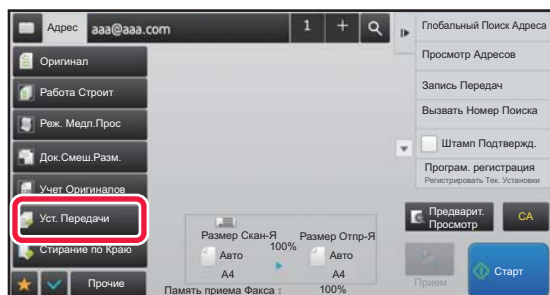 Адрес aaa@aaa.com 1 +
Оригинал
Работа Строит
Реж. Медл.Прос
Док.Смеш.Разм.
Учет Оригиналов
Уст. Передачи
Стирание по Краю
Прочие
Размер Скан-Я Размер Отпр-Я
100%
Авто Авто
A4 A4
Память приема Факса : 100%
Глобальный Поиск Адреса
Просмотр Адресов
Запись Передач
Вызвать Номер Поиска
Штамп Подтвержд.
Програм. регистрация
Регистрировать Тек. Установки
Предварит.
Просмотр
CA
Прием
Старт